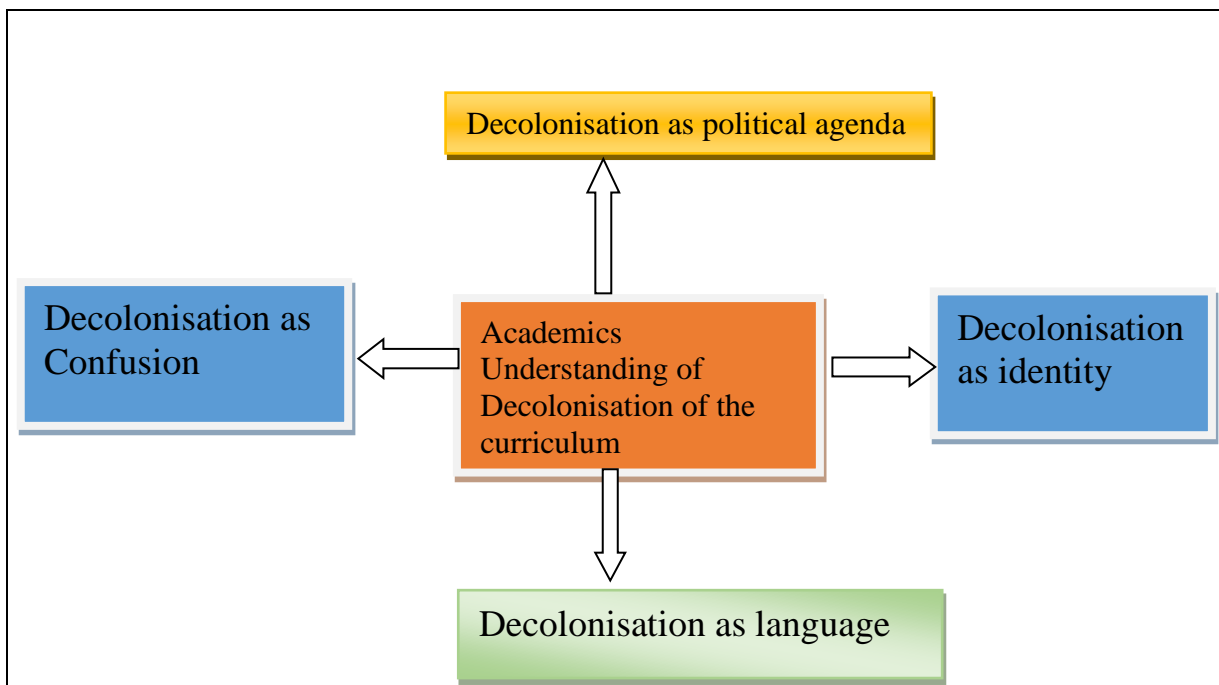 Decolonisation as political agenda
Decolonisation as
Confusion
Academics
Understanding of
Decolonisation of the
curriculum
Decolonisation
as identity
Decolonisation as language